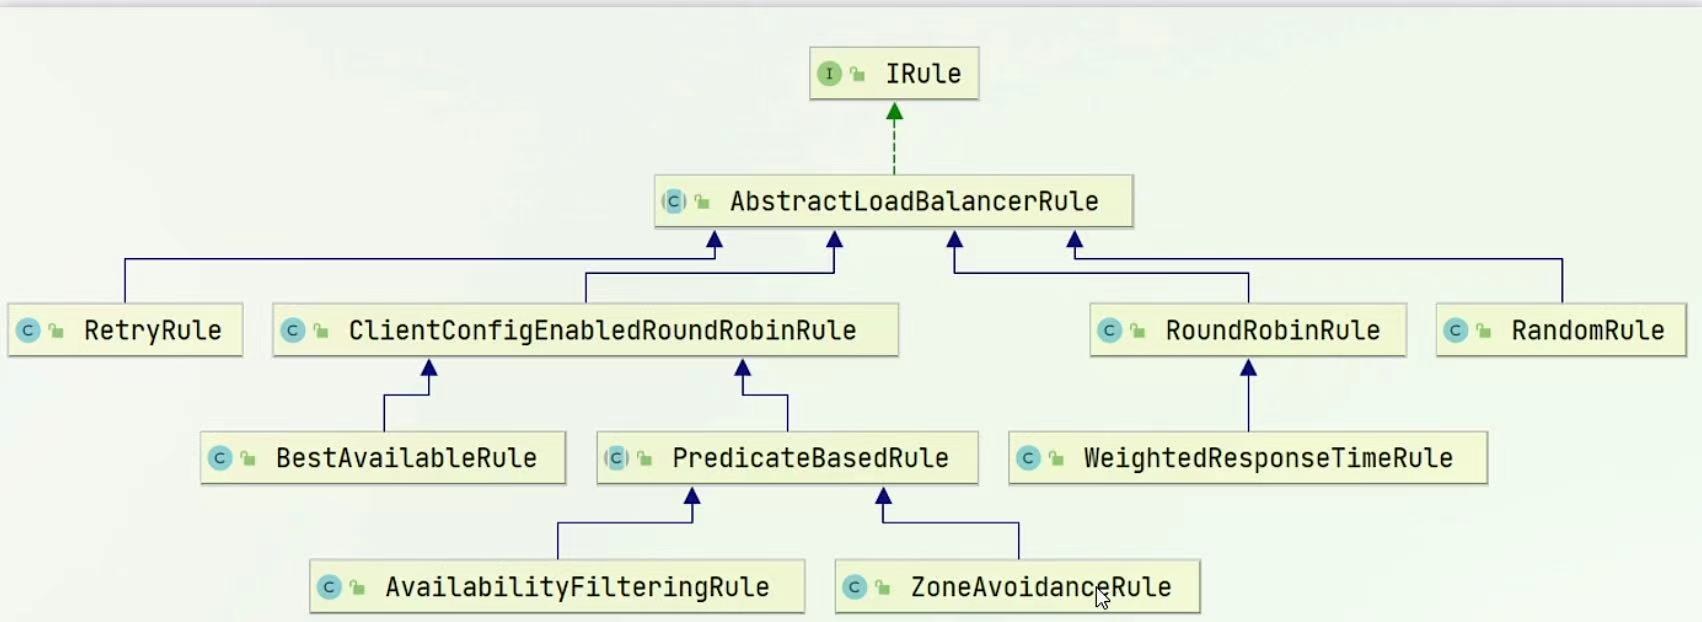 I IRule
C AbstractLoadBalancerRule
C RetryRule
C ClientConfigEnabledRoundRobinRule
C RoundRobinRule
C RandomRule
C BestAvailableRule
C PredicateBasedRule
C WeightedResponseTimeRule
C AvailabilityFilteringRule
C ZoneAvoidanceRule